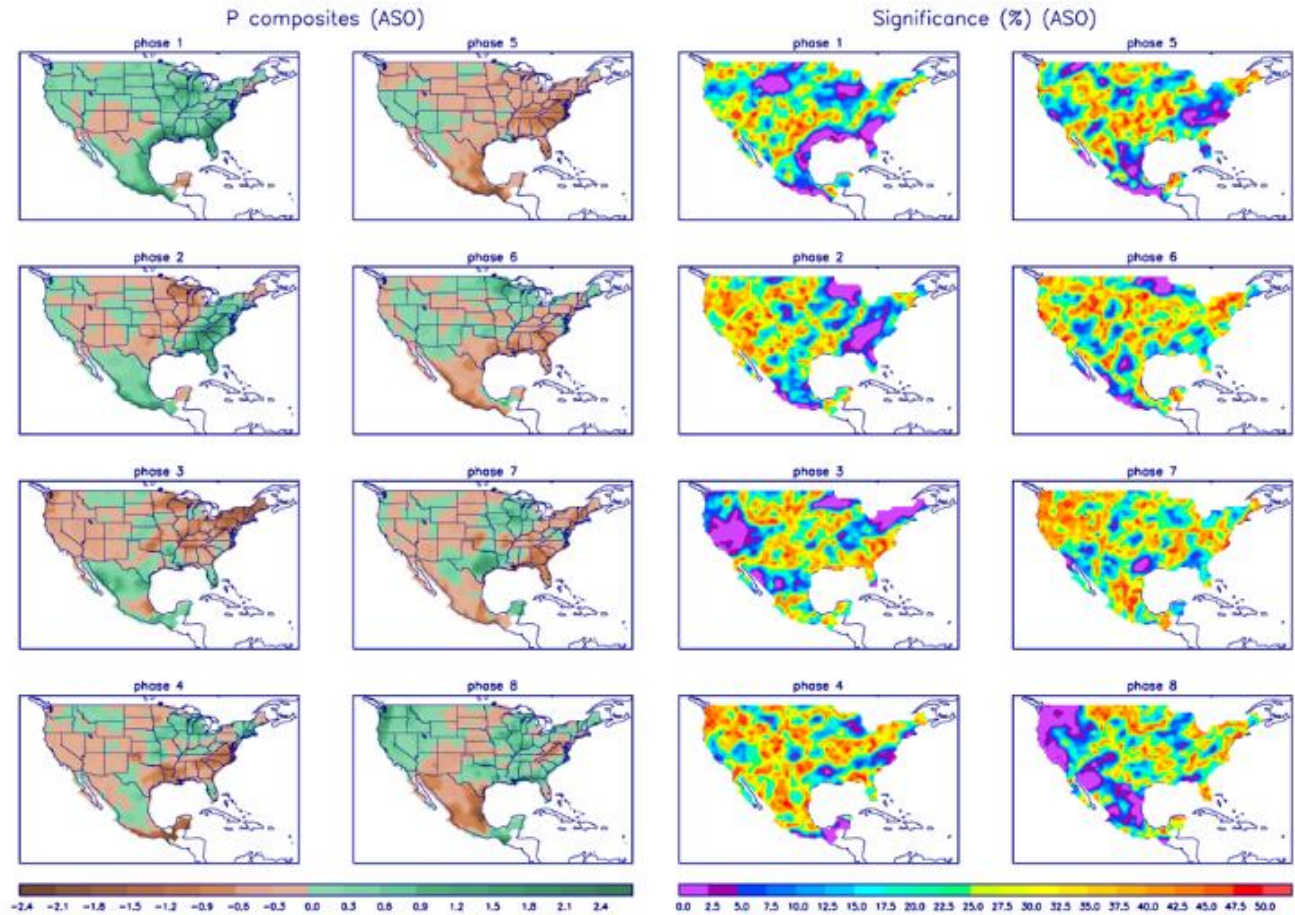 P composites (ASO)
Significance (%) (ASO)
phase 1
phase 5
phase 1
phase 5
phase 2
phase 6
phase 2
phase 6
phase 3
phase 7
phase 3
phase 7
phase 4
phase 8
phase 4
phase 8
-2.4 -2.1 -1.8 -1.5 -1.2 -0.9 -0.6 -0.3 0.0 0.3 0.6 0.9 1.2 1.5 1.8 2.1 2.4
0.0 2.5 5.0 7.5 10.0 12.5 15.0 17.5 20.0 22.5 25.0 27.5 30.0 32.5 35.0 37.5 40.0 42.5 45.0 47.5 50.0